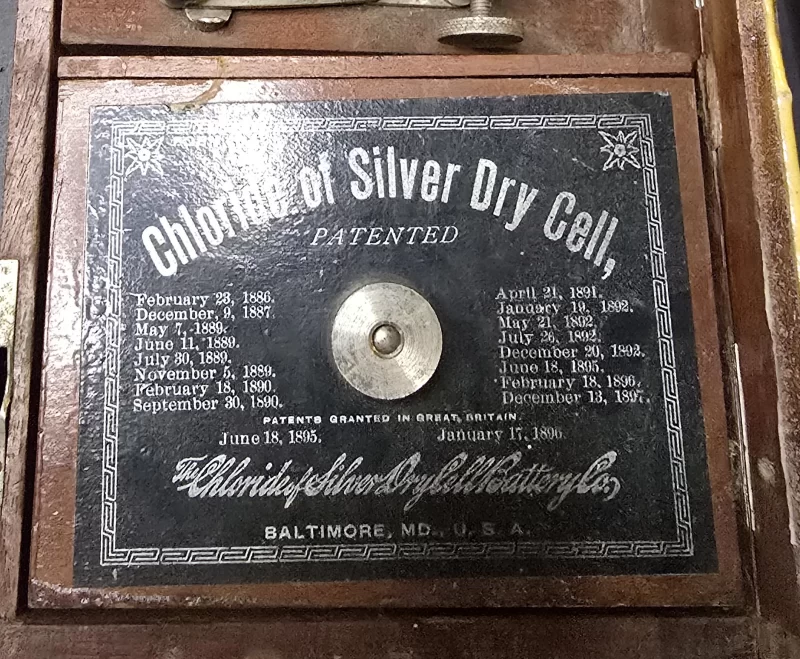 Chloride of Silver Dry Cell,
PATENTED
February 23, 1886.
December, 9, 1887.
May 7, 1889.
June 11, 1889.
July 30, 1889.
November 5, 1889.
February 18, 1890.
September 30, 1890.
April 21, 1891.
January 19, 1892.
May 21, 1892.
July 26, 1892.
December 20, 1892.
June 18, 1895.
February 18, 1896.
December 13, 1897.
PATENTS GRANTED IN GREAT BRITAIN.
June 18, 1895. January 17, 1896.
The Chloride of Silver Dry Cell Battery Co,
BALTIMORE, MD., U. S. A.